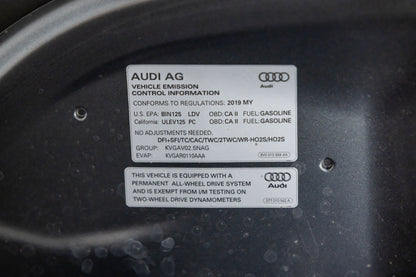 AUDI AG
VEHICLE EMISSION
CONTROL INFORMATION
Audi
CONFORMS TO REGULATIONS: 2019 MY
U.S. EPA: BIN125 LDV OBD: CA II FUEL: GASOLINE
California: ULEV125 PC OBD: CA II FUEL: GASOLINE
NO ADJUSTMENTS NEEDED.
DFI+SFI/TC/CAC/TWC/2TWC/WR-HO2S/HO2S
GROUP: KVGAV02.5NAG
EVAP: KVGAR0110AAA
THIS VEHICLE IS EQUIPPED WITH A
PERMANENT ALL-WHEEL DRIVE SYSTEM
AND IS EXEMPT FROM I/M TESTING ON
TWO-WHEEL DRIVE DYNAMOMETERS
Audi